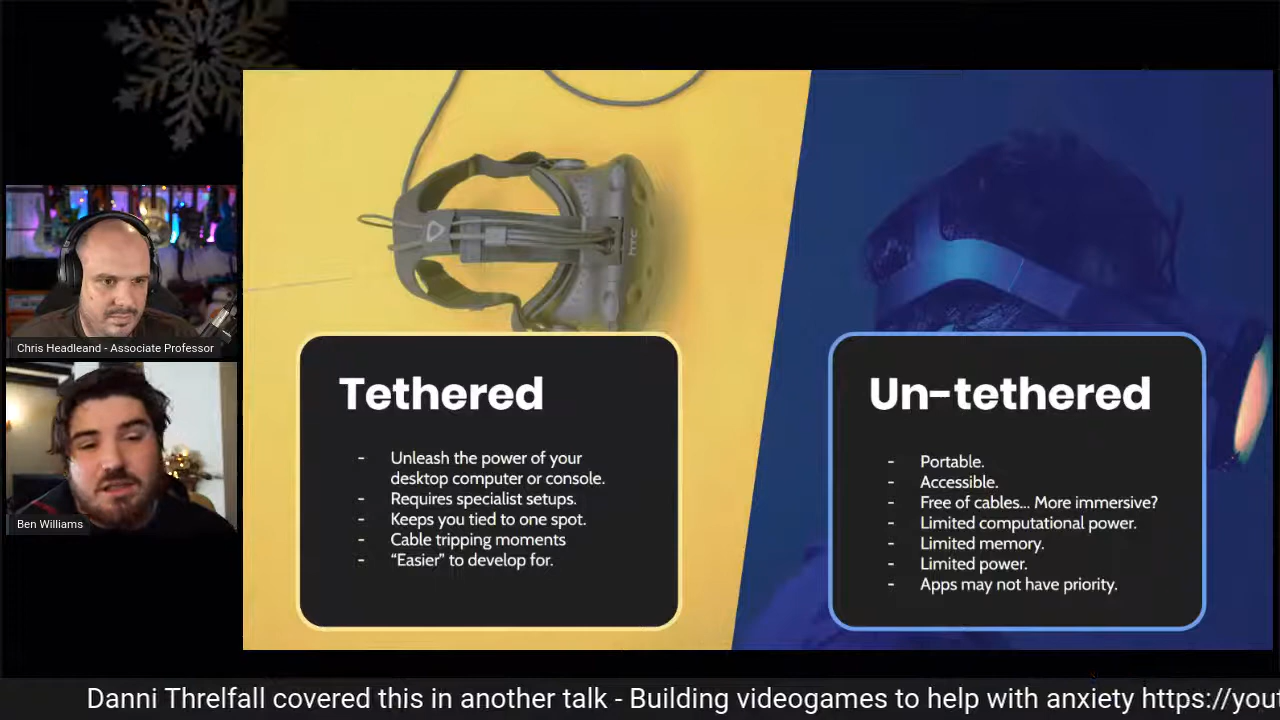 Chris Headleand - Associate Professor
Ben Williams
HTC
Tethered
- Unleash the power of your
desktop computer or console.
- Requires specialist setups.
- Keeps you tied to one spot.
- Cable tripping moments
- “Easier” to develop for.
Un-tethered
- Portable.
- Accessible.
- Free of cables... More immersive?
- Limited computational power.
- Limited memory.
- Limited power.
- Apps may not have priority.
Danni Threlfall covered this in another talk - Building videogames to help with anxiety https://yout